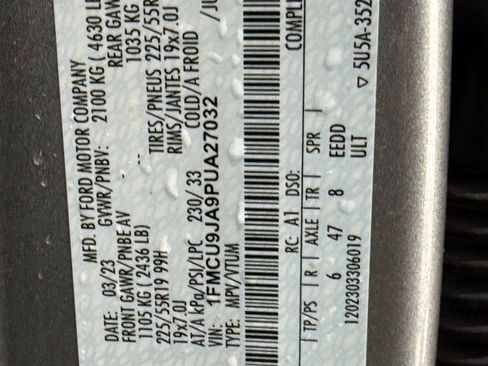 MFD. BY FORD MOTOR COMPANY
DATE: 03/23 GVWR/PNBV: 2100 KG ( 4630 LB
FRONT GAWR/PNBE AV REAR GAWR
1105 KG ( 2436 LB) 1035 KG
225/55R19 99H TIRES/PNEUS 225/55R
19x7.0J RIMS/JANTES 19x7.0J
AT/A kPa/PSI/LPC 230/ 33 COLD/A FROID
VIN: 1FMCU9JA9PUA27032
TYPE: MPV/VTUM
RC: A1 DSO:
TP/PS R AXLE TR SPR
6 47 8 EEDD
1202303306019 ULT
▽ 5U5A-352